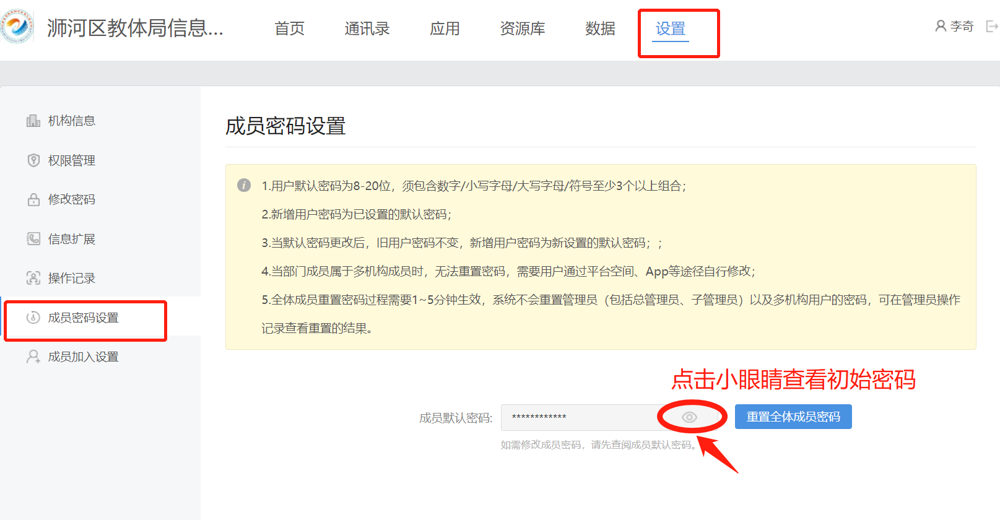 浉河区教体局信息...
首页
通讯录
应用
资源库
数据
设置
李奇
机构信息
权限管理
修改密码
信息扩展
操作记录
成员密码设置
成员加入设置
成员密码设置
1.用户默认密码为8-20位，须包含数字/小写字母/大写字母/符号至少3个以上组合；
2.新增用户密码为已设置的默认密码；
3.当默认密码更改后，旧用户密码不变，新增用户密码为新设置的默认密码；；
4.当部门成员属于多机构成员时，无法重置密码，需要用户通过平台空间、App等途径自行修改；
5.全体成员重置密码过程需要1~5分钟生效，系统不会重置管理员（包括总管理员、子管理员）以及多机构用户的密码，可在管理员操作
记录查看重置的结果。
点击小眼睛查看初始密码
成员默认密码:
************
重置全体成员密码
如需修改成员密码，请先查阅成员默认密码。